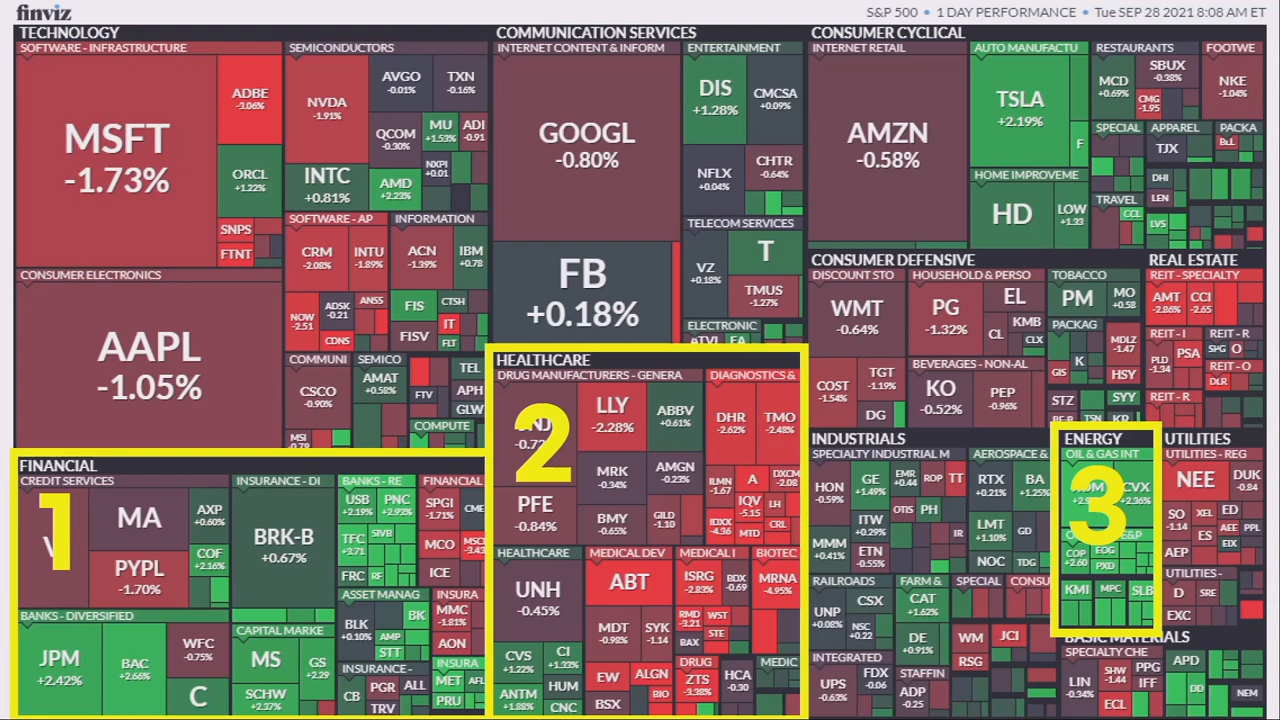 finviz
S&P 500 • 1 DAY PERFORMANCE • Tue SEP 28 2021 8:08 AM ET
TECHNOLOGY
SOFTWARE - INFRASTRUCTURE
MSFT
-1.73%
ADBE
-3.06%
ORCL
+1.22%
SNPS
FTNT
SEMICONDUCTORS
NVDA
-1.91%
AVGO
-0.01%
TXN
-0.16%
QCOM
-0.30%
MU
+1.53%
ADI
-0.91
INTC
+0.81%
AMD
+2.23%
NXPI
+0.01
SOFTWARE - AP
CRM
-2.08%
INTU
-1.89%
NOW
-2.51
ADSK
-0.21
ANSS
CDNS
INFORMATION
ACN
-1.39%
IBM
+0.78
FIS
CTSH
FISV
IT
FLT
CONSUMER ELECTRONICS
AAPL
-1.05%
COMMUNI
CSCO
-0.90%
MSI
SEMICO
AMAT
+0.58%
FTV
TEL
APH
GLW
COMPUTE
COMMUNICATION SERVICES
INTERNET CONTENT & INFORM
GOOGL
-0.80%
FB
+0.18%
ENTERTAINMENT
DIS
+1.28%
CMCSA
+0.09%
NFLX
+0.04%
CHTR
-0.64%
TELECOM SERVICES
VZ
+0.18%
T
TMUS
-1.27%
ELECTRONIC
CONSUMER CYCLICAL
INTERNET RETAIL
AMZN
-0.58%
AUTO MANUFACTU
TSLA
+2.19%
F
HOME IMPROVEME
HD
LOW
+1.33
RESTAURANTS
MCD
+0.69%
SBUX
-0.38%
CMG
-1.95
FOOTWE
NKE
-1.04%
SPECIAL
APPAREL
TJX
PACKA
BLL
DHI
LEN
TRAVEL
CCL
LVS
CONSUMER DEFENSIVE
DISCOUNT STO
WMT
-0.64%
COST
-1.54%
TGT
-1.19%
DG
HOUSEHOLD & PERSO
PG
-1.32%
EL
CL
KMB
CLX
BEVERAGES - NON-AL
KO
-0.52%
PEP
-0.96%
TOBACCO
PM
MO
+0.58
PACKAG
K
GIS
MDLZ
-1.47
HSY
STZ
SYY
TSN
REAL ESTATE
REIT - SPECIALTY
AMT
-2.86%
CCI
-2.65
REIT - I
PLD
-1.34
PSA
REIT - R
SPG
O
REIT - O
DLR
REIT - R
FINANCIAL
CREDIT SERVICES
1
V
MA
AXP
+0.60%
PYPL
-1.70%
COF
+2.16%
BANKS - DIVERSIFIED
JPM
+2.42%
BAC
+2.66%
WFC
-0.75%
C
INSURANCE - DI
BRK-B
+0.67%
CAPITAL MARKE
MS
GS
+2.29
SCHW
+2.37%
BANKS - RE
USB
+2.19%
PNC
+2.92%
TFC
+3.71
SIVB
FRC
RF
ASSET MANAG
BLK
+0.10%
BK
AMP
STT
INSURANCE -
CB
PGR
TRV
ALL
FINANCIAL
SPGI
-1.71%
CME
MCO
MSCI
-3.43
ICE
INSURA
MMC
-1.81%
AON
INSURA
MET
AFL
PRU
HEALTHCARE
DRUG MANUFACTURERS - GENERA
2
LLY
-2.28%
ABBV
+0.61%
MRK
-0.34%
AMGN
-0.23%
PFE
-0.84%
BMY
-0.65%
GILD
-1.10
DIAGNOSTICS &
DHR
-2.62%
TMO
-2.48%
ILMN
-1.67
A
DXCM
-2.08
IQV
-5.15
LH
IDXX
-4.36
MTD
CRL
HEALTHCARE
UNH
-0.45%
CVS
+1.22%
CI
+1.33%
ANTM
+1.88%
HUM
CNC
MEDICAL DEV
ABT
MDT
-0.92%
SYK
-1.14
EW
ALGN
BSX
BIO
MEDICAL I
ISRG
-2.83%
BDX
-0.69
RMD
-3.21
WST
STE
BAX
BIOTEC
MRNA
-4.95%
DRUG
ZTS
-3.38%
HCA
-0.30
MEDIC
INDUSTRIALS
SPECIALTY INDUSTRIAL M
HON
-0.59%
GE
+1.49%
EMR
+0.44
ROP
TT
ITW
+0.29%
OTIS
PH
MMM
+0.41%
ETN
-0.55%
AEROSPACE &
RTX
+0.21%
BA
+1.25%
LMT
+1.10%
GD
NOC
TDG
RAILROADS
UNP
+0.08%
CSX
NSC
+0.22
FARM &
CAT
+1.62%
DE
+0.91%
SPECIAL
CONSU
WM
RSG
JCI
INTEGRATED
UPS
-0.63%
FDX
-0.06
STAFFIN
ADP
-0.25
ENERGY
OIL & GAS INT
3
CVX
+2.36%
COP
+2.60
EOG
PXD
KMI
MPC
SLB
UTILITIES
UTILITIES - REG
NEE
DUK
-0.84
SO
-1.14
XEL
ED
ES
AEE
PPL
AEP
EIX
UTILITIES -
D
SRE
EXC
BASIC MATERIALS
SPECIALTY CHE
LIN
-0.34%
SHW
-1.44
PPG
IFF
ECL
APD
DD
NEM